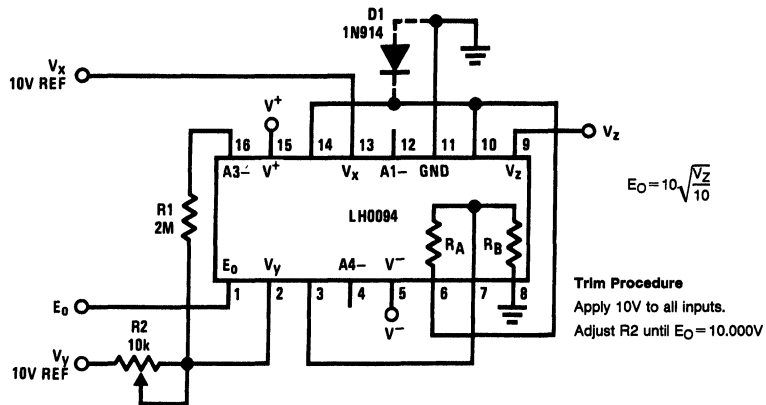 D1
1N914
Vx
10V REF
V+
16 15 14 13 12 11 10 9
Vz
A3− V+ Vx A1− GND Vz
EO=10√VZ/10
R1
2M
LH0094
RA RB
Eo Vy A4− V−
1 2 3 4 5 6 7 8
Eo
V−
R2
10k
Vy
10V REF
Trim Procedure
Apply 10V to all inputs.
Adjust R2 until EO=10.000V